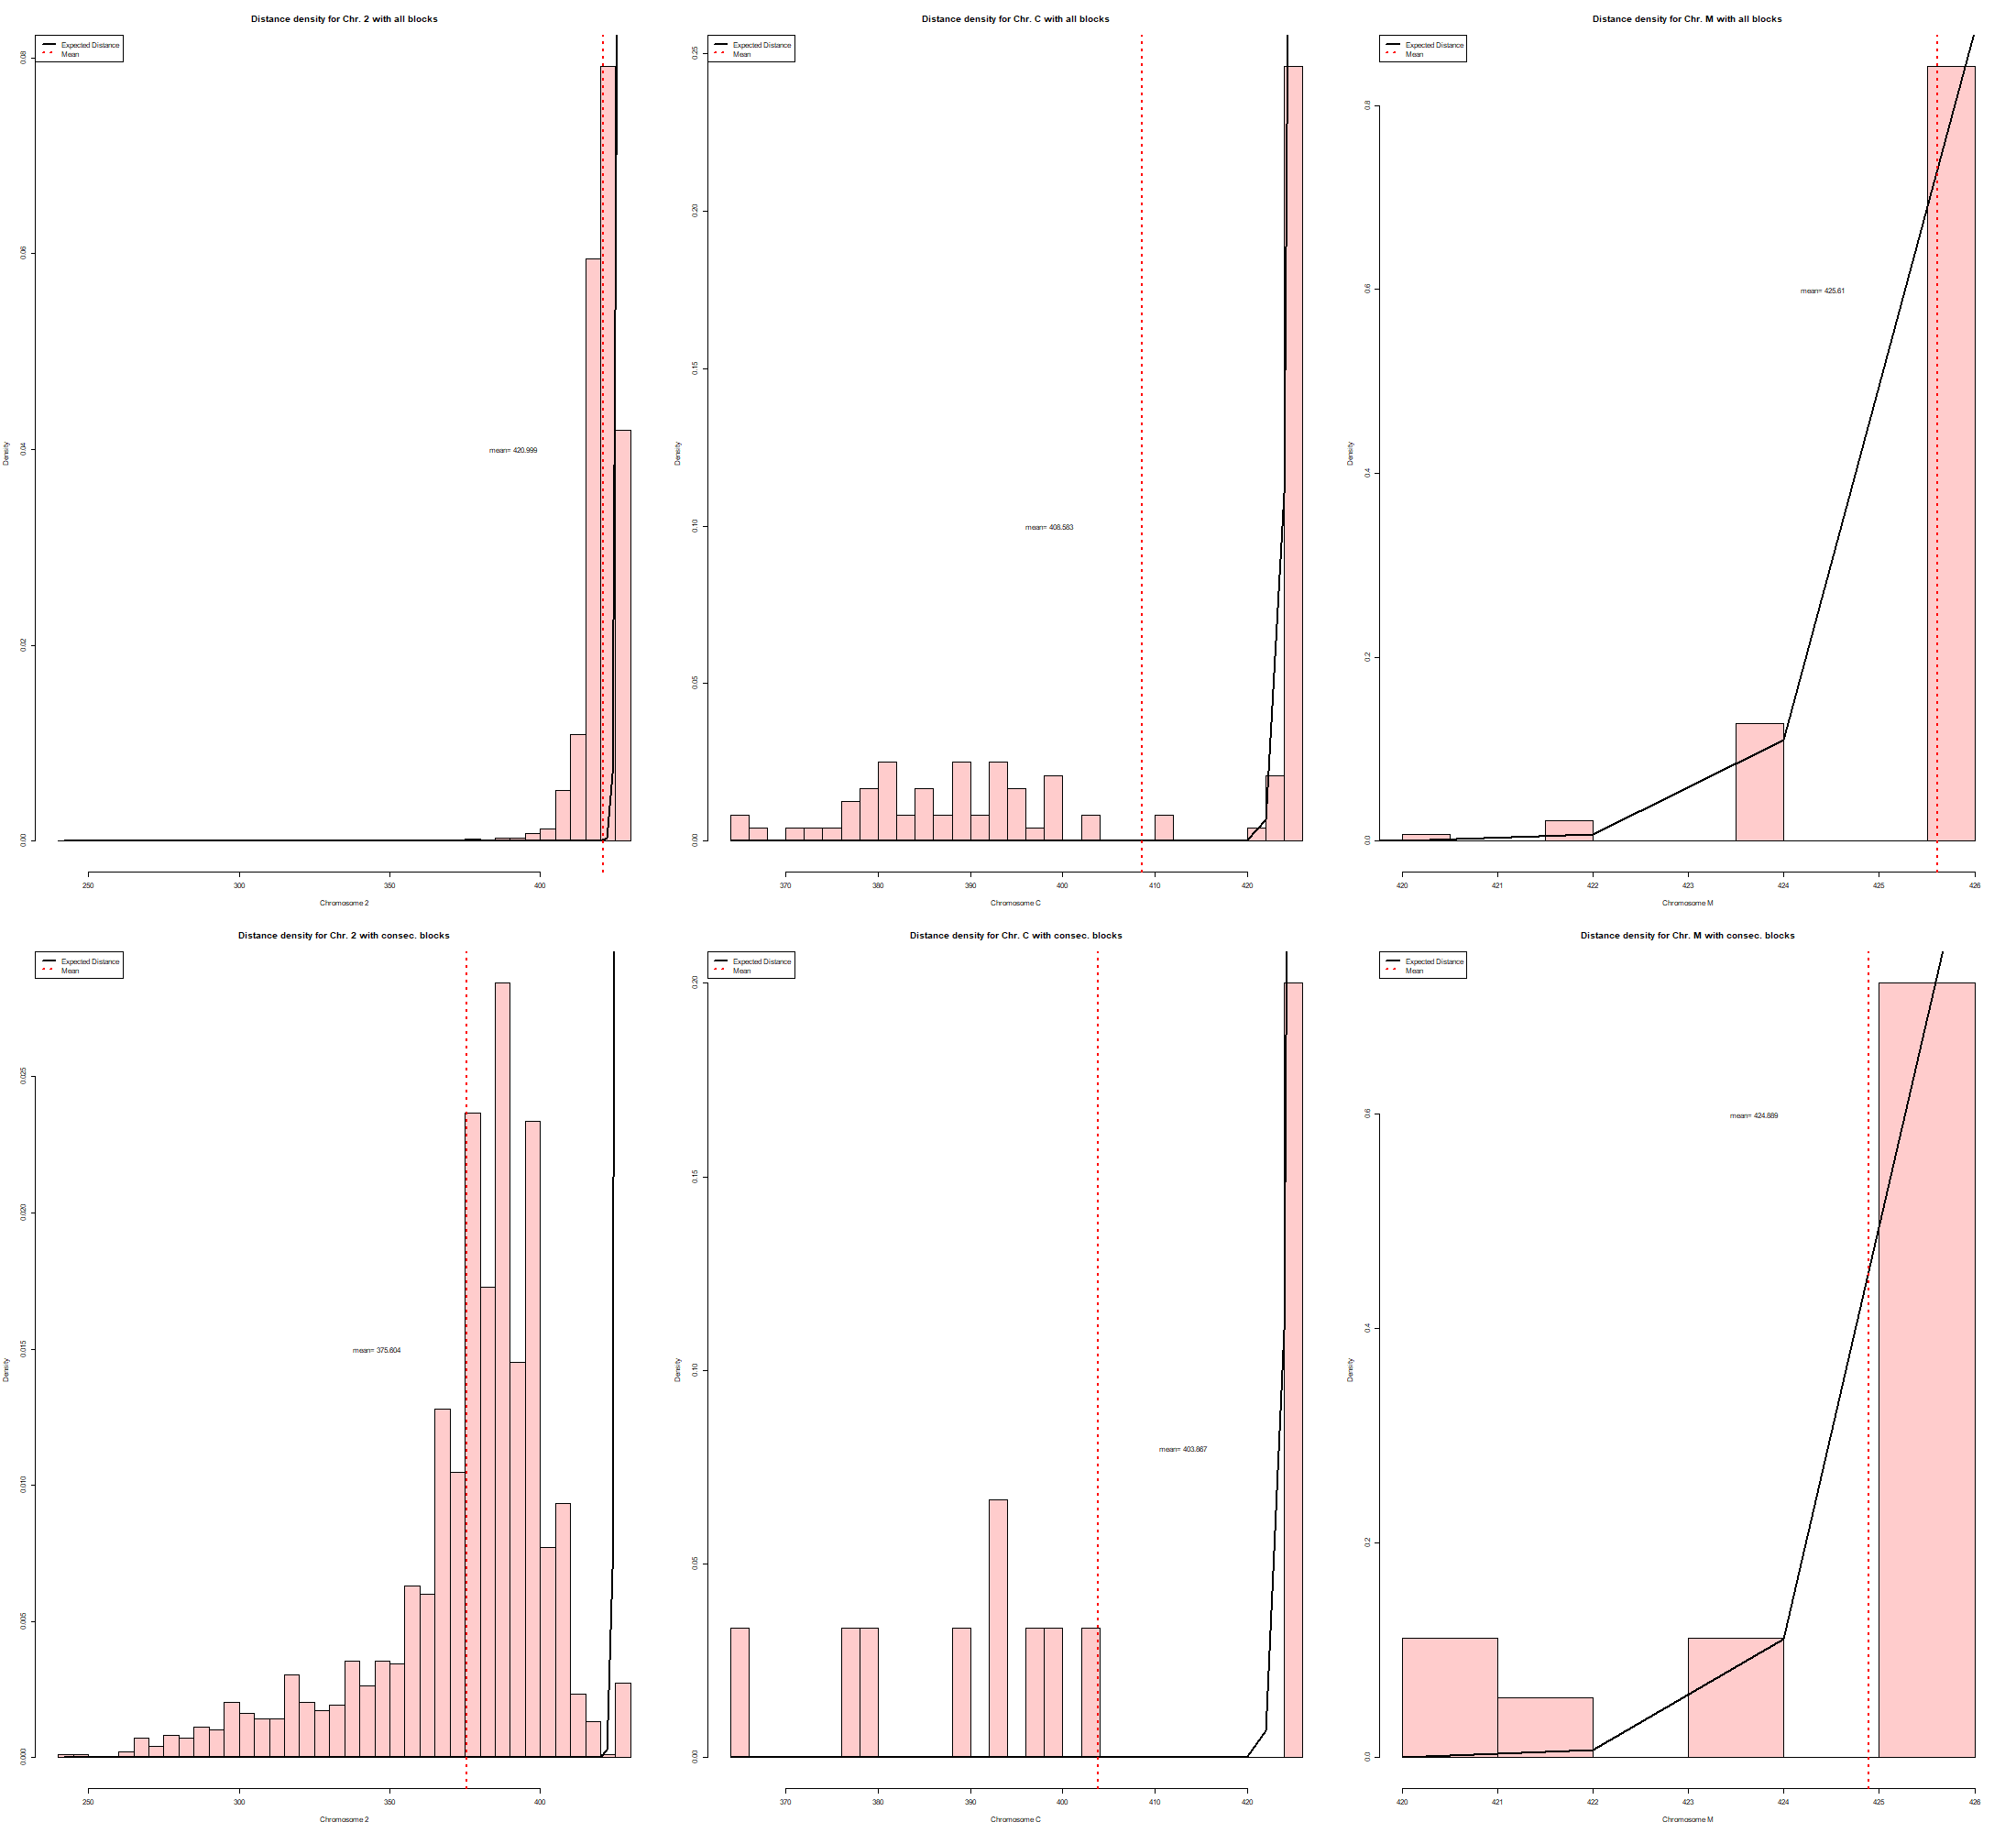 Distance density for Chr. 2 with all blocks
Expected Distance
Mean
mean= 420.999
Density
0.00
0.02
0.04
0.06
0.08
250
300
350
400
Chromosome 2
Distance density for Chr. C with all blocks
Expected Distance
Mean
mean= 408.583
Density
0.00
0.05
0.10
0.15
0.20
0.25
370
380
390
400
410
420
Chromosome C
Distance density for Chr. M with all blocks
Expected Distance
Mean
mean= 425.61
Density
0.0
0.2
0.4
0.6
0.8
420
421
422
423
424
425
426
Chromosome M
Distance density for Chr. 2 with consec. blocks
Expected Distance
Mean
mean= 375.604
Density
0.000
0.005
0.010
0.015
0.020
0.025
250
300
350
400
Chromosome 2
Distance density for Chr. C with consec. blocks
Expected Distance
Mean
mean= 403.867
Density
0.00
0.05
0.10
0.15
0.20
370
380
390
400
410
420
Chromosome C
Distance density for Chr. M with consec. blocks
Expected Distance
Mean
mean= 424.889
Density
0.0
0.2
0.4
0.6
420
421
422
423
424
425
426
Chromosome M